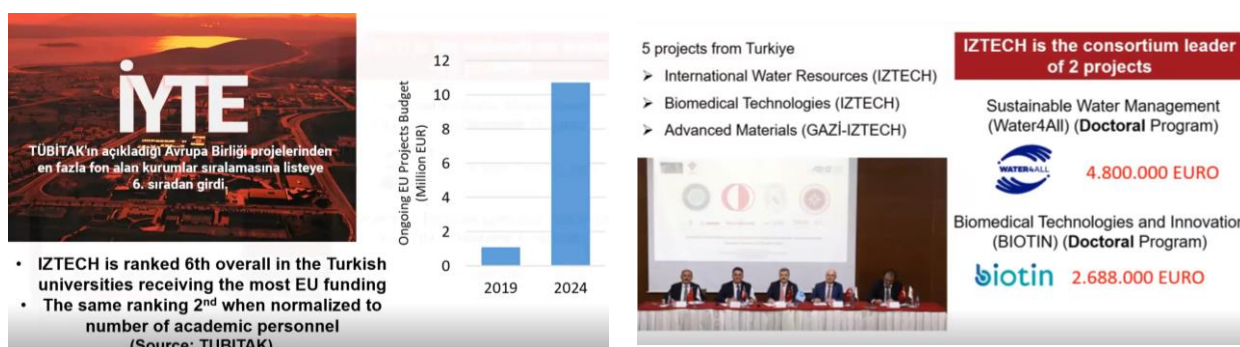 İYTE
TÜBİTAK'ın açıkladığı Avrupa Birliği projelerinden
en fazla fon alan kurumlar sıralamasına listeye
6. sıradan girdi.
• IZTECH is ranked 6th overall in the Turkish
universities receiving the most EU funding
• The same ranking 2nd when normalized to
number of academic personnel
(Source: TUBITAK)
Ongoing EU Projects Budget
(Million EUR)
12
10
8
6
4
2
0
2019
2024
5 projects from Turkiye
➢ International Water Resources (IZTECH)
➢ Biomedical Technologies (IZTECH)
➢ Advanced Materials (GAZİ-IZTECH)
IZTECH is the consortium leader
of 2 projects
Sustainable Water Management
(Water4All) (Doctoral Program)
WATER4ALL
4.800.000 EURO
Biomedical Technologies and Innovation
(BIOTIN) (Doctoral Program)
biotin
2.688.000 EURO